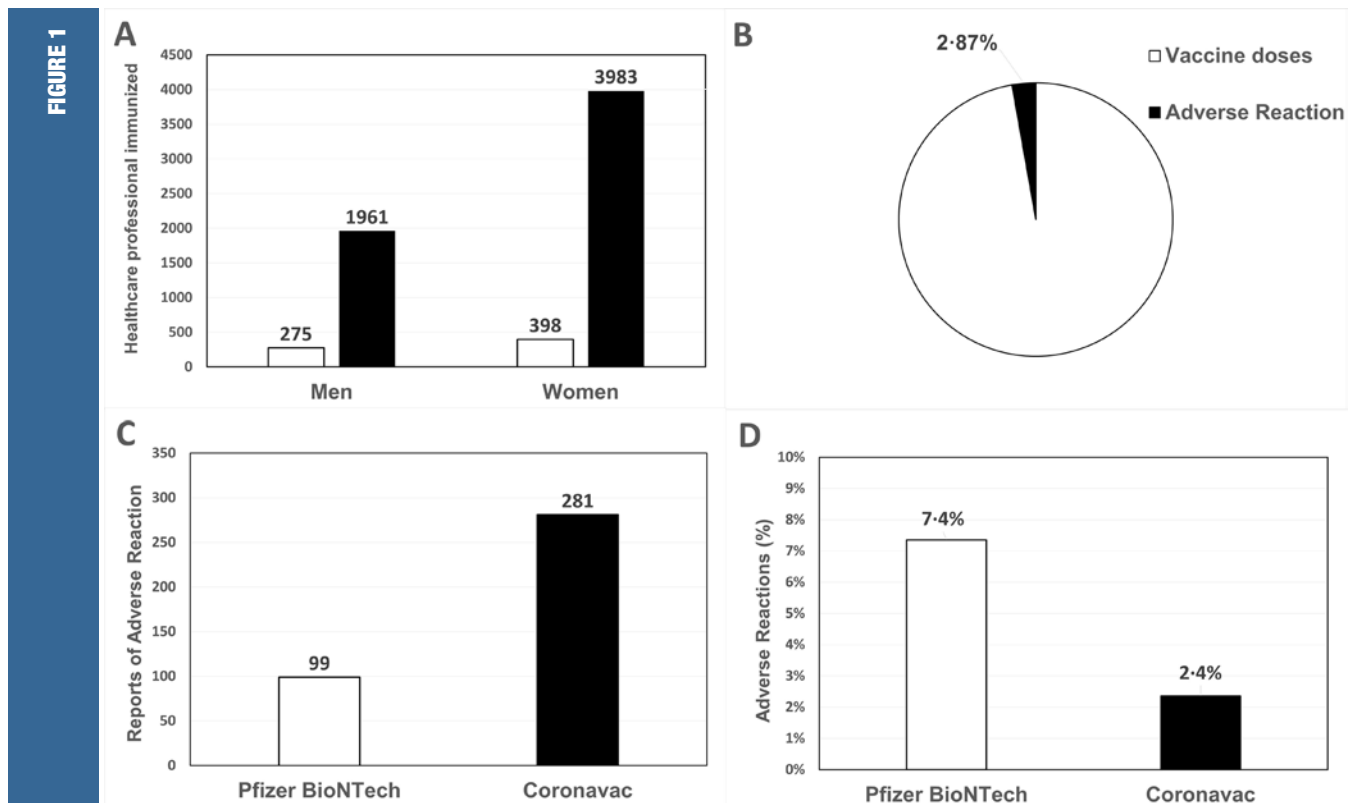 FIGURE 1
A
Healthcare professional immunized
4500
4000
3500
3000
2500
2000
1500
1000
500
0
275
1961
398
3983
Men
Women
B
2·87%
Vaccine doses
Adverse Reaction
C
Reports of Adverse Reaction
350
300
250
200
150
100
50
0
99
281
Pfizer BioNTech
Coronavac
D
Adverse Reactions (%)
10%
9%
8%
7%
6%
5%
4%
3%
2%
1%
0%
7·4%
2·4%
Pfizer BioNTech
Coronavac